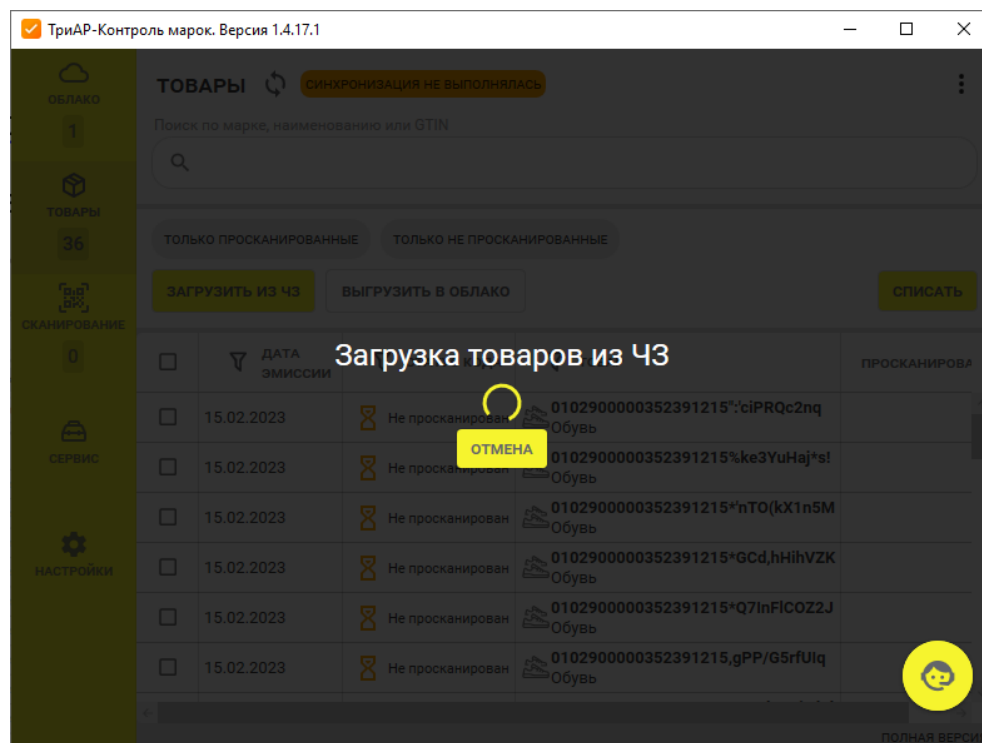 ТриАР-Контроль марок. Версия 1.4.17.1
ОБЛАКО
1
ТОВАРЫ
36
СКАНИРОВАНИЕ
0
СЕРВИС
НАСТРОЙКИ
ТОВАРЫ СИНХРОНИЗАЦИЯ НЕ ВЫПОЛНЯЛАСЬ
Поиск по марке, наименованию или GTIN
ТОЛЬКО ПРОСКАНИРОВАННЫЕ ТОЛЬКО НЕ ПРОСКАНИРОВАННЫЕ
ЗАГРУЗИТЬ ИЗ ЧЗ ВЫГРУЗИТЬ В ОБЛАКО СПИСАТЬ
ДАТА ЭМИССИИ ПРОСКАНИРОВА
Загрузка товаров из ЧЗ
ОТМЕНА
15.02.2023 Не просканирован 0102900000352391215":'ciPRQc2nq
Обувь
15.02.2023 Не просканирован 0102900000352391215%ke3YuHaj*s!
Обувь
15.02.2023 Не просканирован 0102900000352391215*'nTO(kX1n5M
Обувь
15.02.2023 Не просканирован 0102900000352391215*GCd,hHihVZK
Обувь
15.02.2023 Не просканирован 0102900000352391215*Q7InFlCOZ2J
Обувь
15.02.2023 Не просканирован 0102900000352391215,gPP/G5rfUIq
Обувь
ПОЛНАЯ ВЕРСИЯ